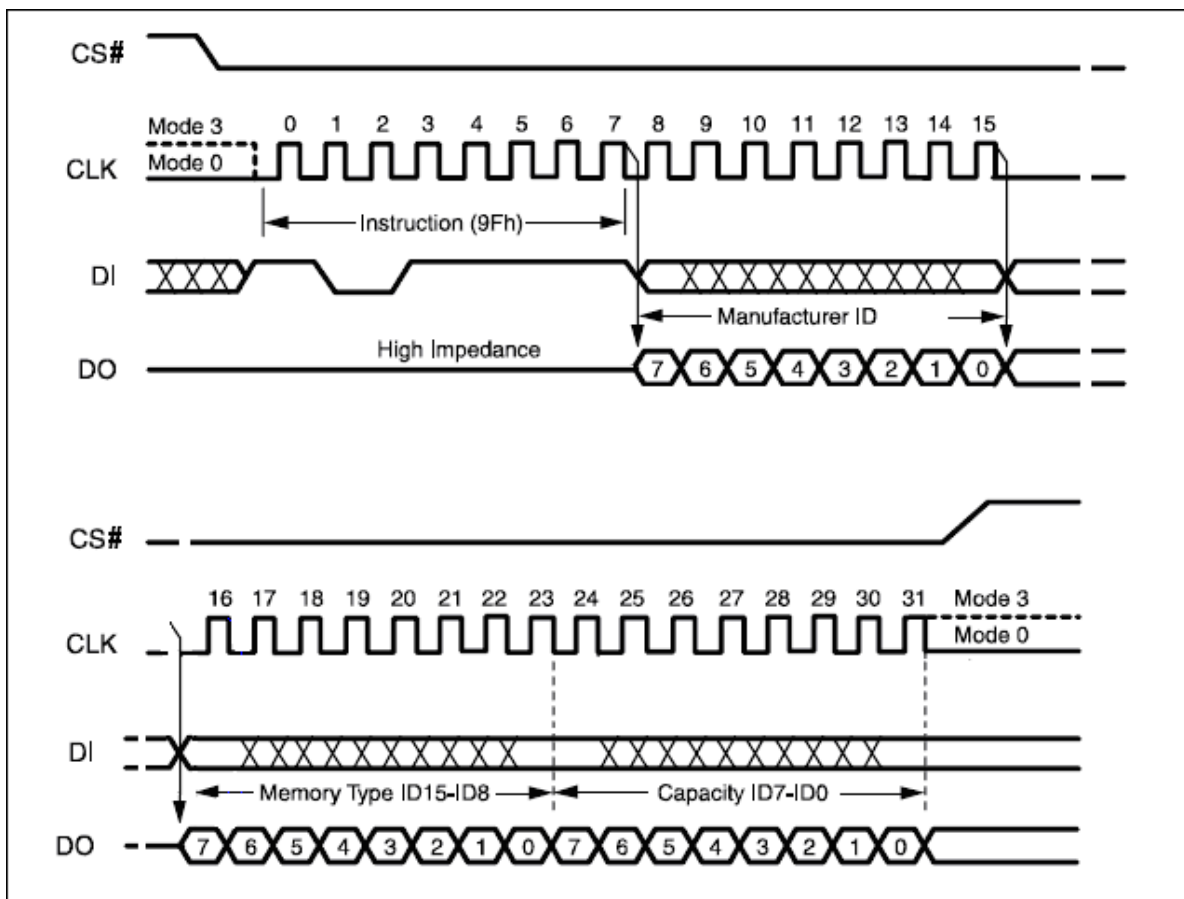 CS#
Mode 3
0 1 2 3 4 5 6 7 8 9 10 11 12 13 14 15
CLK
Mode 0
Instruction (9Fh)
DI
Manufacturer ID
High Impedance
DO
7 6 5 4 3 2 1 0
CS#
16 17 18 19 20 21 22 23 24 25 26 27 28 29 30 31
Mode 3
CLK
Mode 0
DI
Memory Type ID15-ID8
Capacity ID7-ID0
DO
7 6 5 4 3 2 1 0 7 6 5 4 3 2 1 0